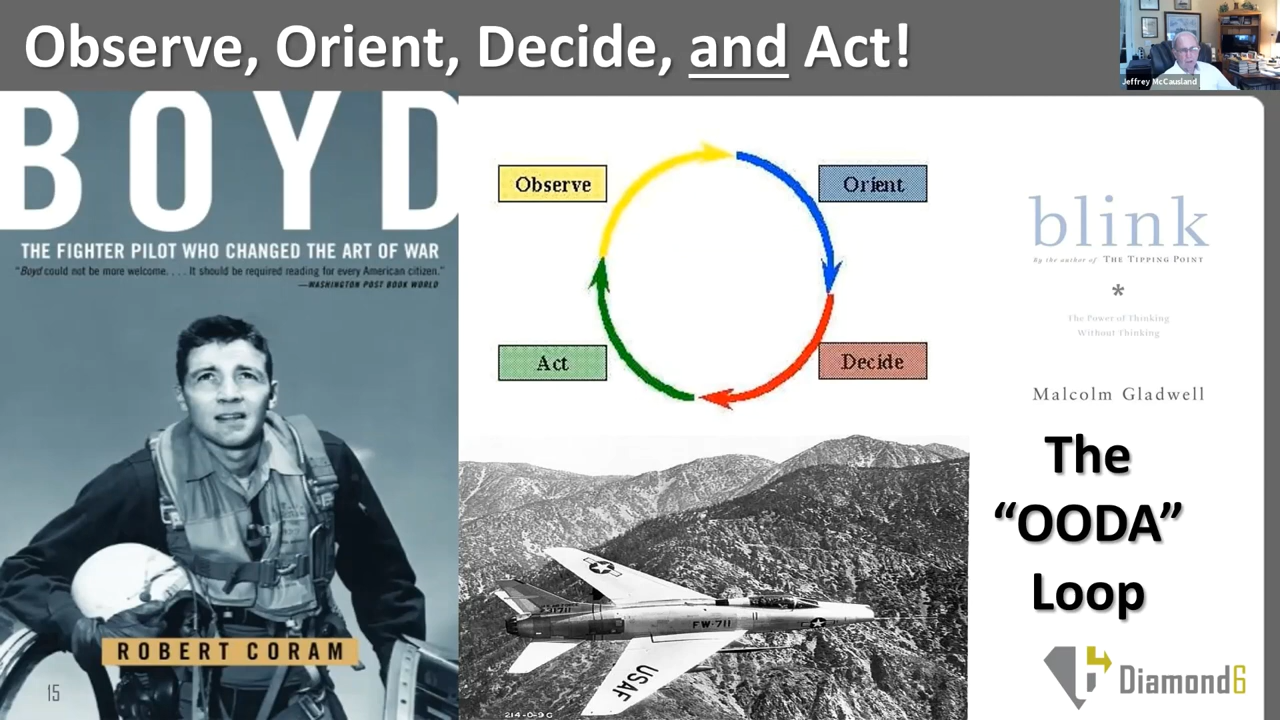 Observe, Orient, Decide, and Act!
Jeffrey McCausland
BOYD
THE FIGHTER PILOT WHO CHANGED THE ART OF WAR
"Boyd could not be more welcome. . . . It should be required reading for every American citizen."
—WASHINGTON POST BOOK WORLD
ROBERT CORAM
15
Observe
Orient
Act
Decide
FW-711
USAF
214-0-9C
blink
By the author of THE TIPPING POINT
*
The Power of Thinking
Without Thinking
Malcolm Gladwell
The
“OODA”
Loop
Diamond6